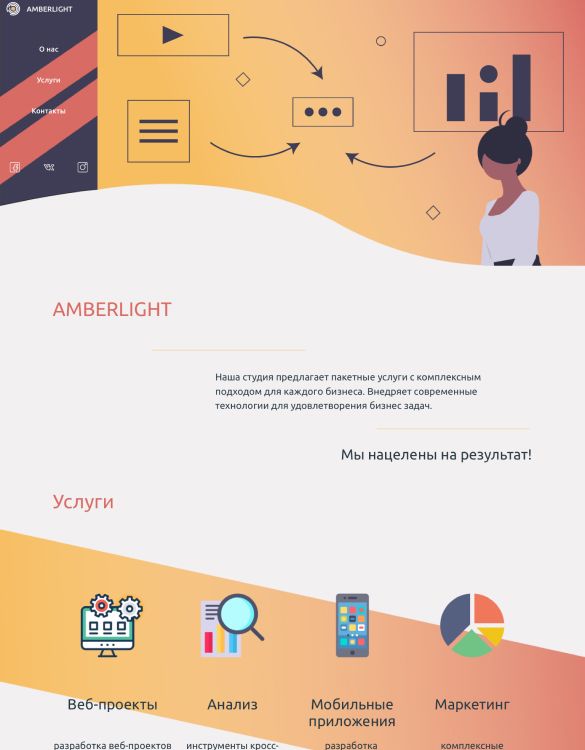 AMBERLIGHT
О нас
Услуги
Контакты
AMBERLIGHT
Наша студия предлагает пакетные услуги с комплексным
подходом для каждого бизнеса. Внедряет современные
технологии для удовлетворения бизнес задач.
Мы нацелены на результат!
Услуги
Веб-проекты
Анализ
Мобильные
приложения
Маркетинг
разработка веб-проектов
инструменты кросс-
разработка
комплексные